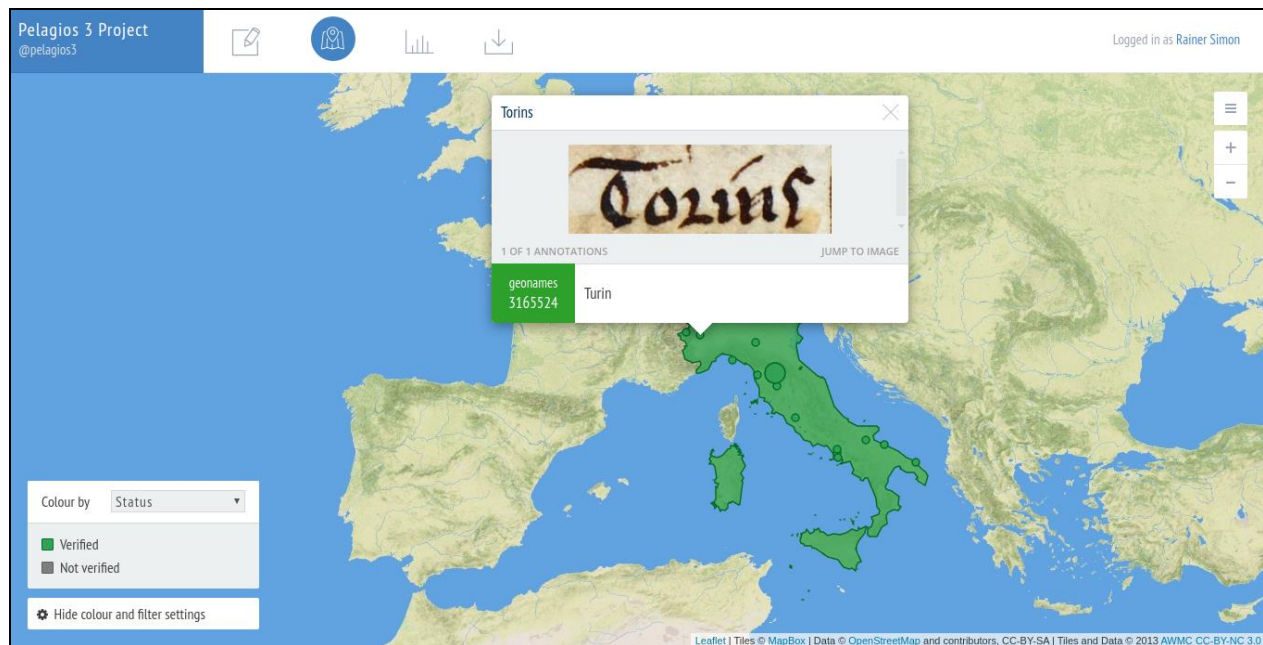 Pelagios 3 Project
@pelagios3
Logged in as Rainer Simon
Torins
Torins
1 OF 1 ANNOTATIONS
JUMP TO IMAGE
geonames
3165524
Turin
+
-
Colour by
Status
Verified
Not verified
Hide colour and filter settings
Leaflet | Tiles © MapBox | Data © OpenStreetMap and contributors, CC-BY-SA | Tiles and Data © 2013 AWMC CC-BY-NC 3.0